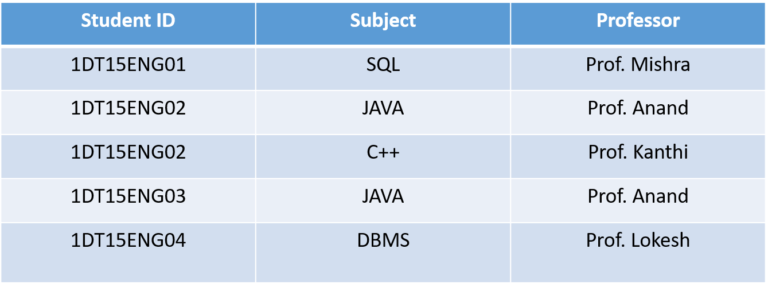 Student ID Subject Professor
1DT15ENG01 SQL Prof. Mishra
1DT15ENG02 JAVA Prof. Anand
1DT15ENG02 C++ Prof. Kanthi
1DT15ENG03 JAVA Prof. Anand
1DT15ENG04 DBMS Prof. Lokesh